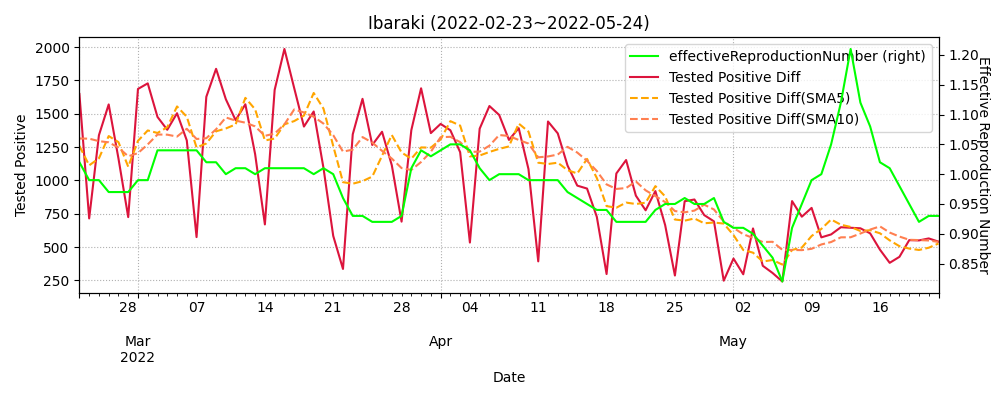 Ibaraki (2022-02-23~2022-05-24)
effectiveReproductionNumber (right)
Tested Positive Diff
Tested Positive Diff(SMA5)
Tested Positive Diff(SMA10)
2000
1750
1500
1250
1000
750
500
250
Tested Positive
1.20
1.15
1.10
1.05
1.00
0.95
0.90
0.85
Effective Reproduction Number
28 07 14 21 28 04 11 18 25 02 09 16
Mar Apr May
2022
Date